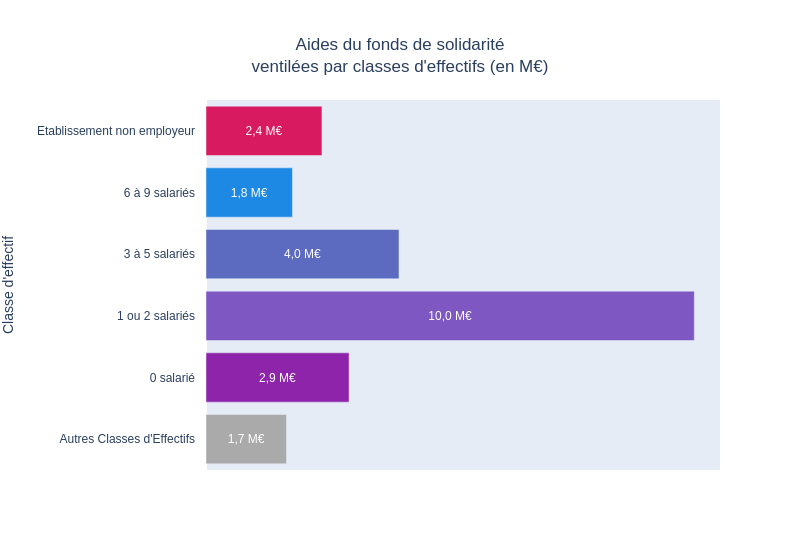 Aides du fonds de solidarité
ventilées par classes d'effectifs (en M€)
Classe d'effectif
Etablissement non employeur
2,4 M€
6 à 9 salariés
1,8 M€
3 à 5 salariés
4,0 M€
1 ou 2 salariés
10,0 M€
0 salarié
2,9 M€
Autres Classes d'Effectifs
1,7 M€